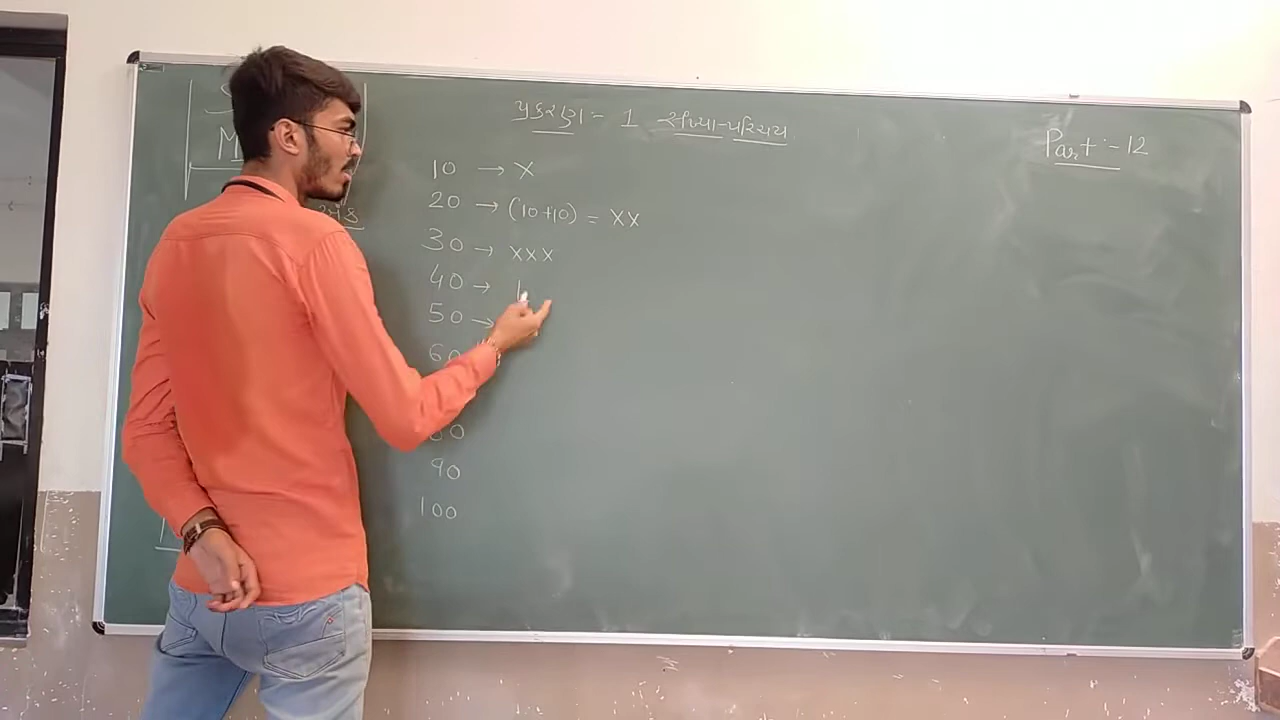 પ્રકરણ :- 1 સંખ્યા-પરિચય
Part :- 12
10 → X
20 → (10+10) = XX
30 → XXX
40 →
50 →
60
90
100